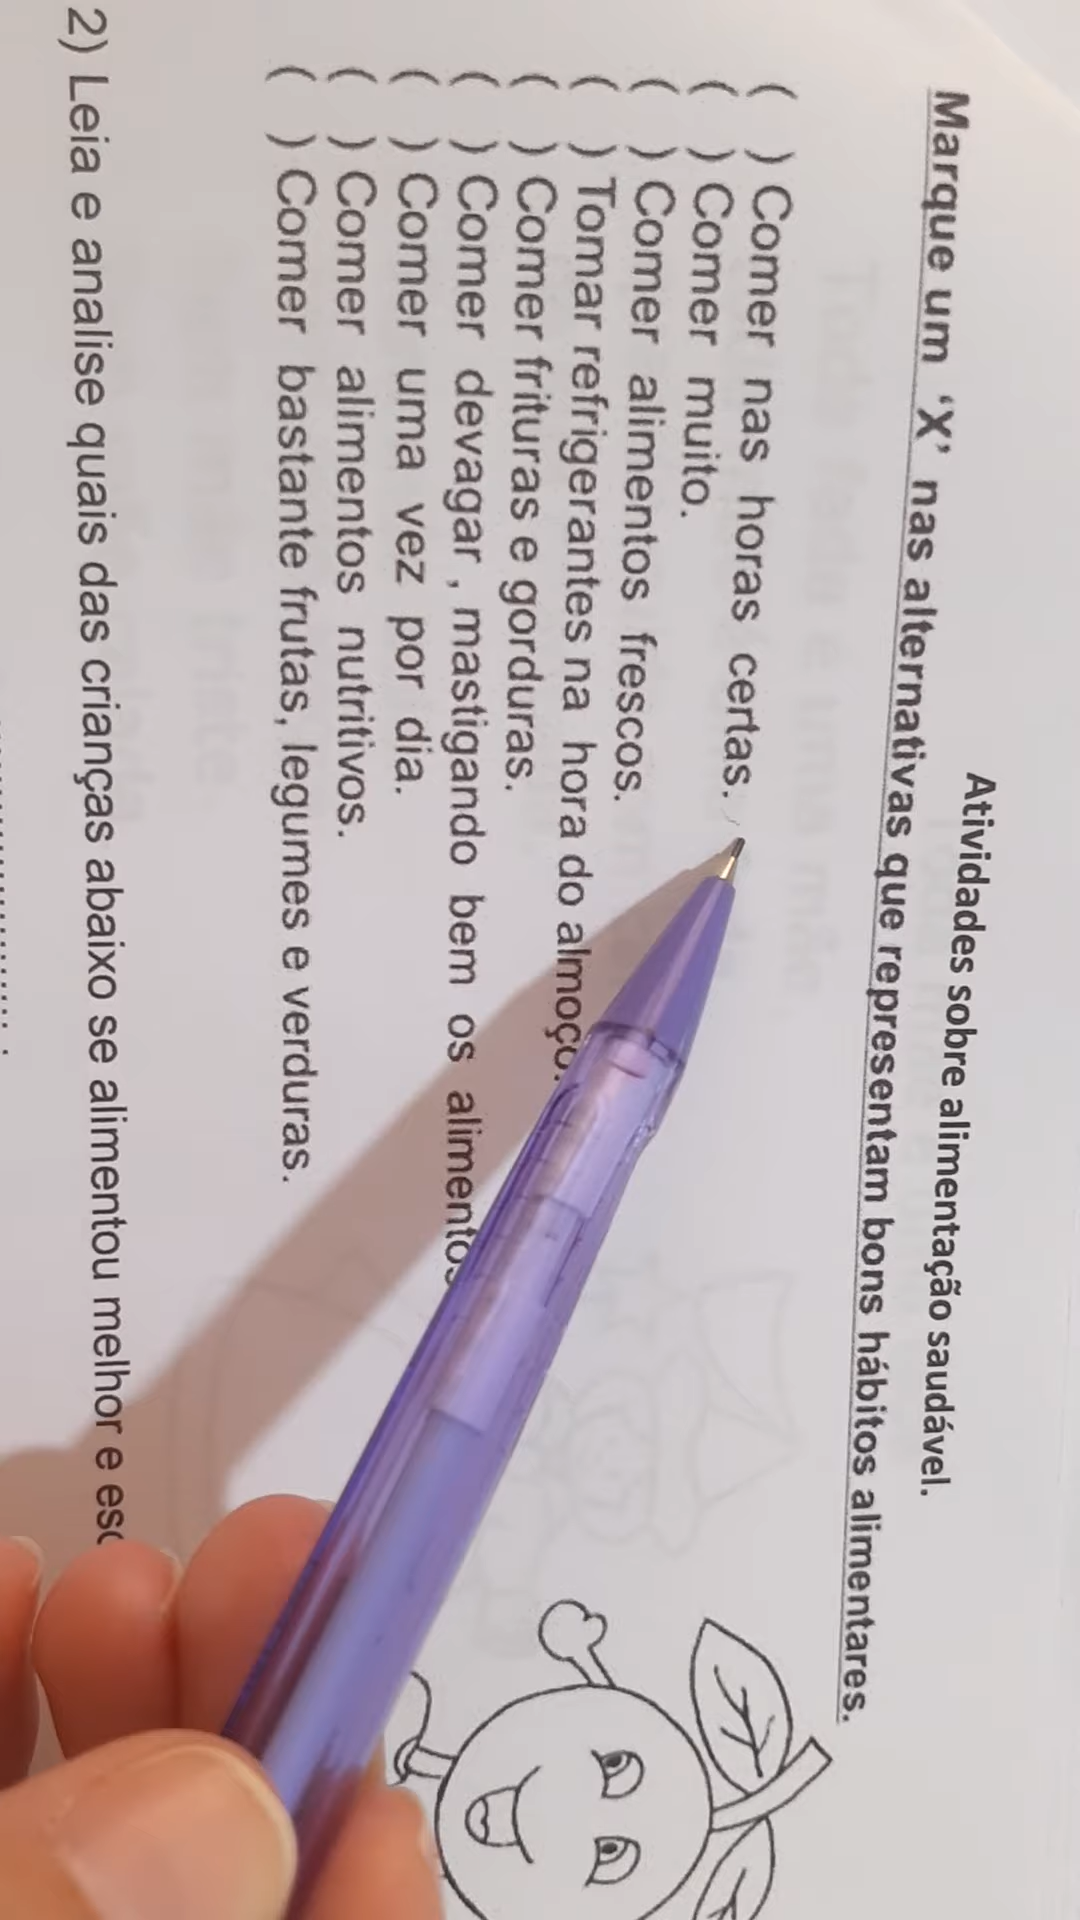 Atividades sobre alimentação saudável.
Marque um ‘X’ nas alternativas que representam bons hábitos alimentares.
( ) Comer nas horas certas.
( ) Comer muito.
( ) Comer alimentos frescos.
( ) Tomar refrigerantes na hora do almoço.
( ) Comer frituras e gorduras.
( ) Comer devagar , mastigando bem os alimentos
( ) Comer uma vez por dia.
( ) Comer alimentos nutritivos.
( ) Comer bastante frutas, legumes e verduras.
2) Leia e analise quais das crianças abaixo se alimentou melhor e